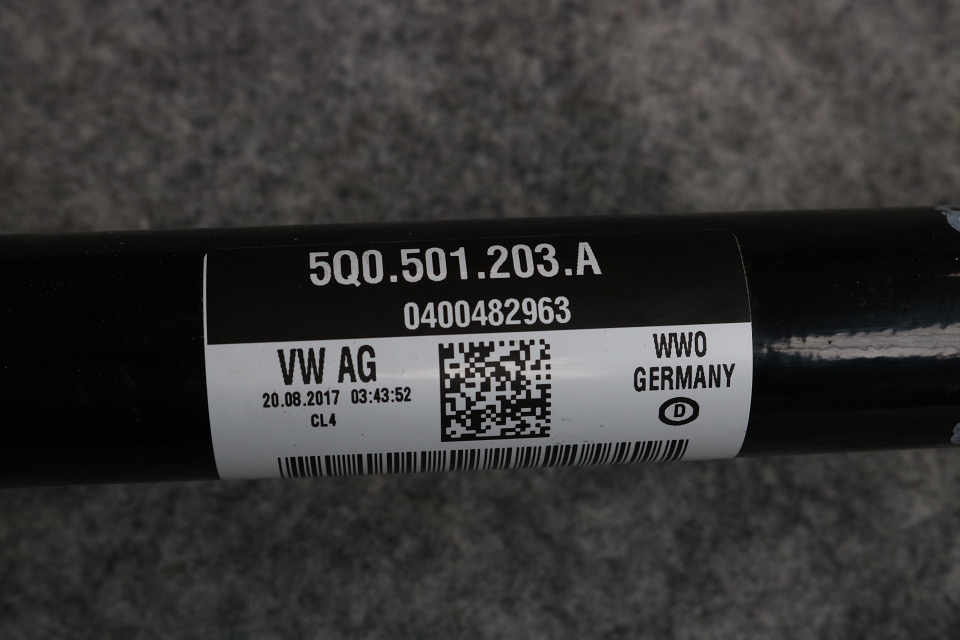 5Q0.501.203.A
0400482963
VW AG
20.08.2017 03:43:52
CL4
WWO
GERMANY
D